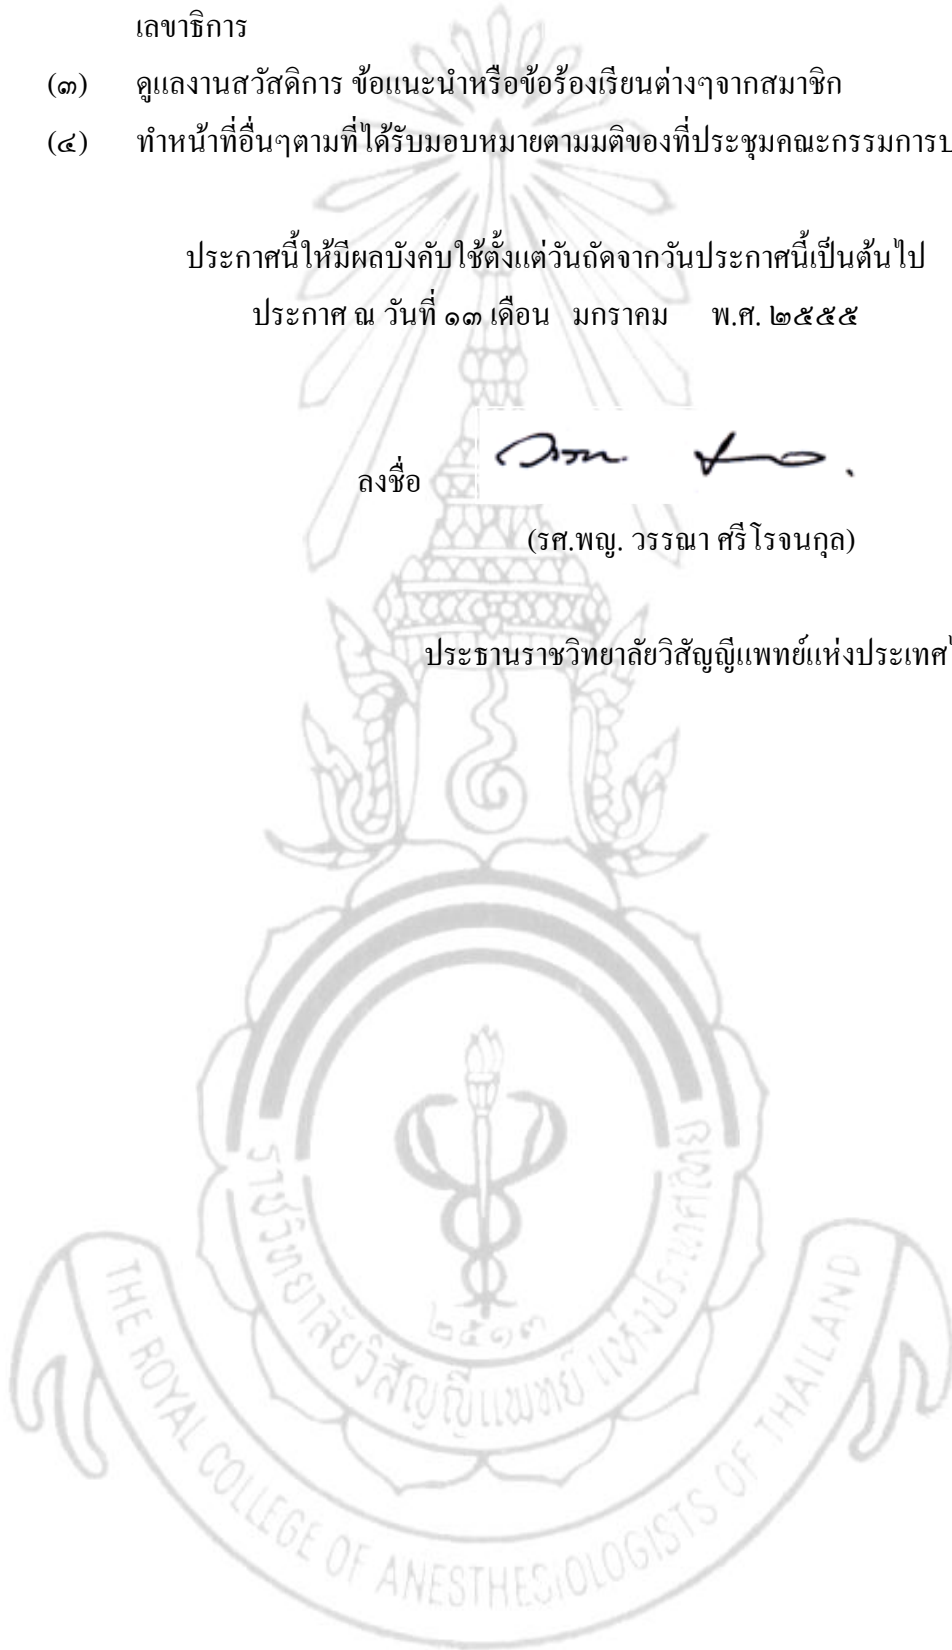 เลขาธิการ
(๓) ดูแลงานสวัสดิการ ข้อแนะนำหรือข้อร้องเรียนต่างๆจากสมาชิก
(๔) ทำหน้าที่อื่นๆตามที่ได้รับมอบหมายตามมติของที่ประชุมคณะกรรมการบ
ประกาศนี้ให้มีผลบังคับใช้ตั้งแต่วันถัดจากวันประกาศนี้เป็นต้นไป
ประกาศ ณ วันที่ ๑๓ เดือน มกราคม พ.ศ. ๒๕๕๕
ลงชื่อ
(รศ.พญ. วรรณา ศรีโรจนกุล)
ประธานราชวิทยาลัยวิสัญญีแพทย์แห่งประเทศ
ราชวิทยาลัยวิสัญญีแพทย์ แห่งประเทศไทย
๒๕๑๓
THE ROYAL COLLEGE OF ANESTHESIOLOGISTS OF THAILAND